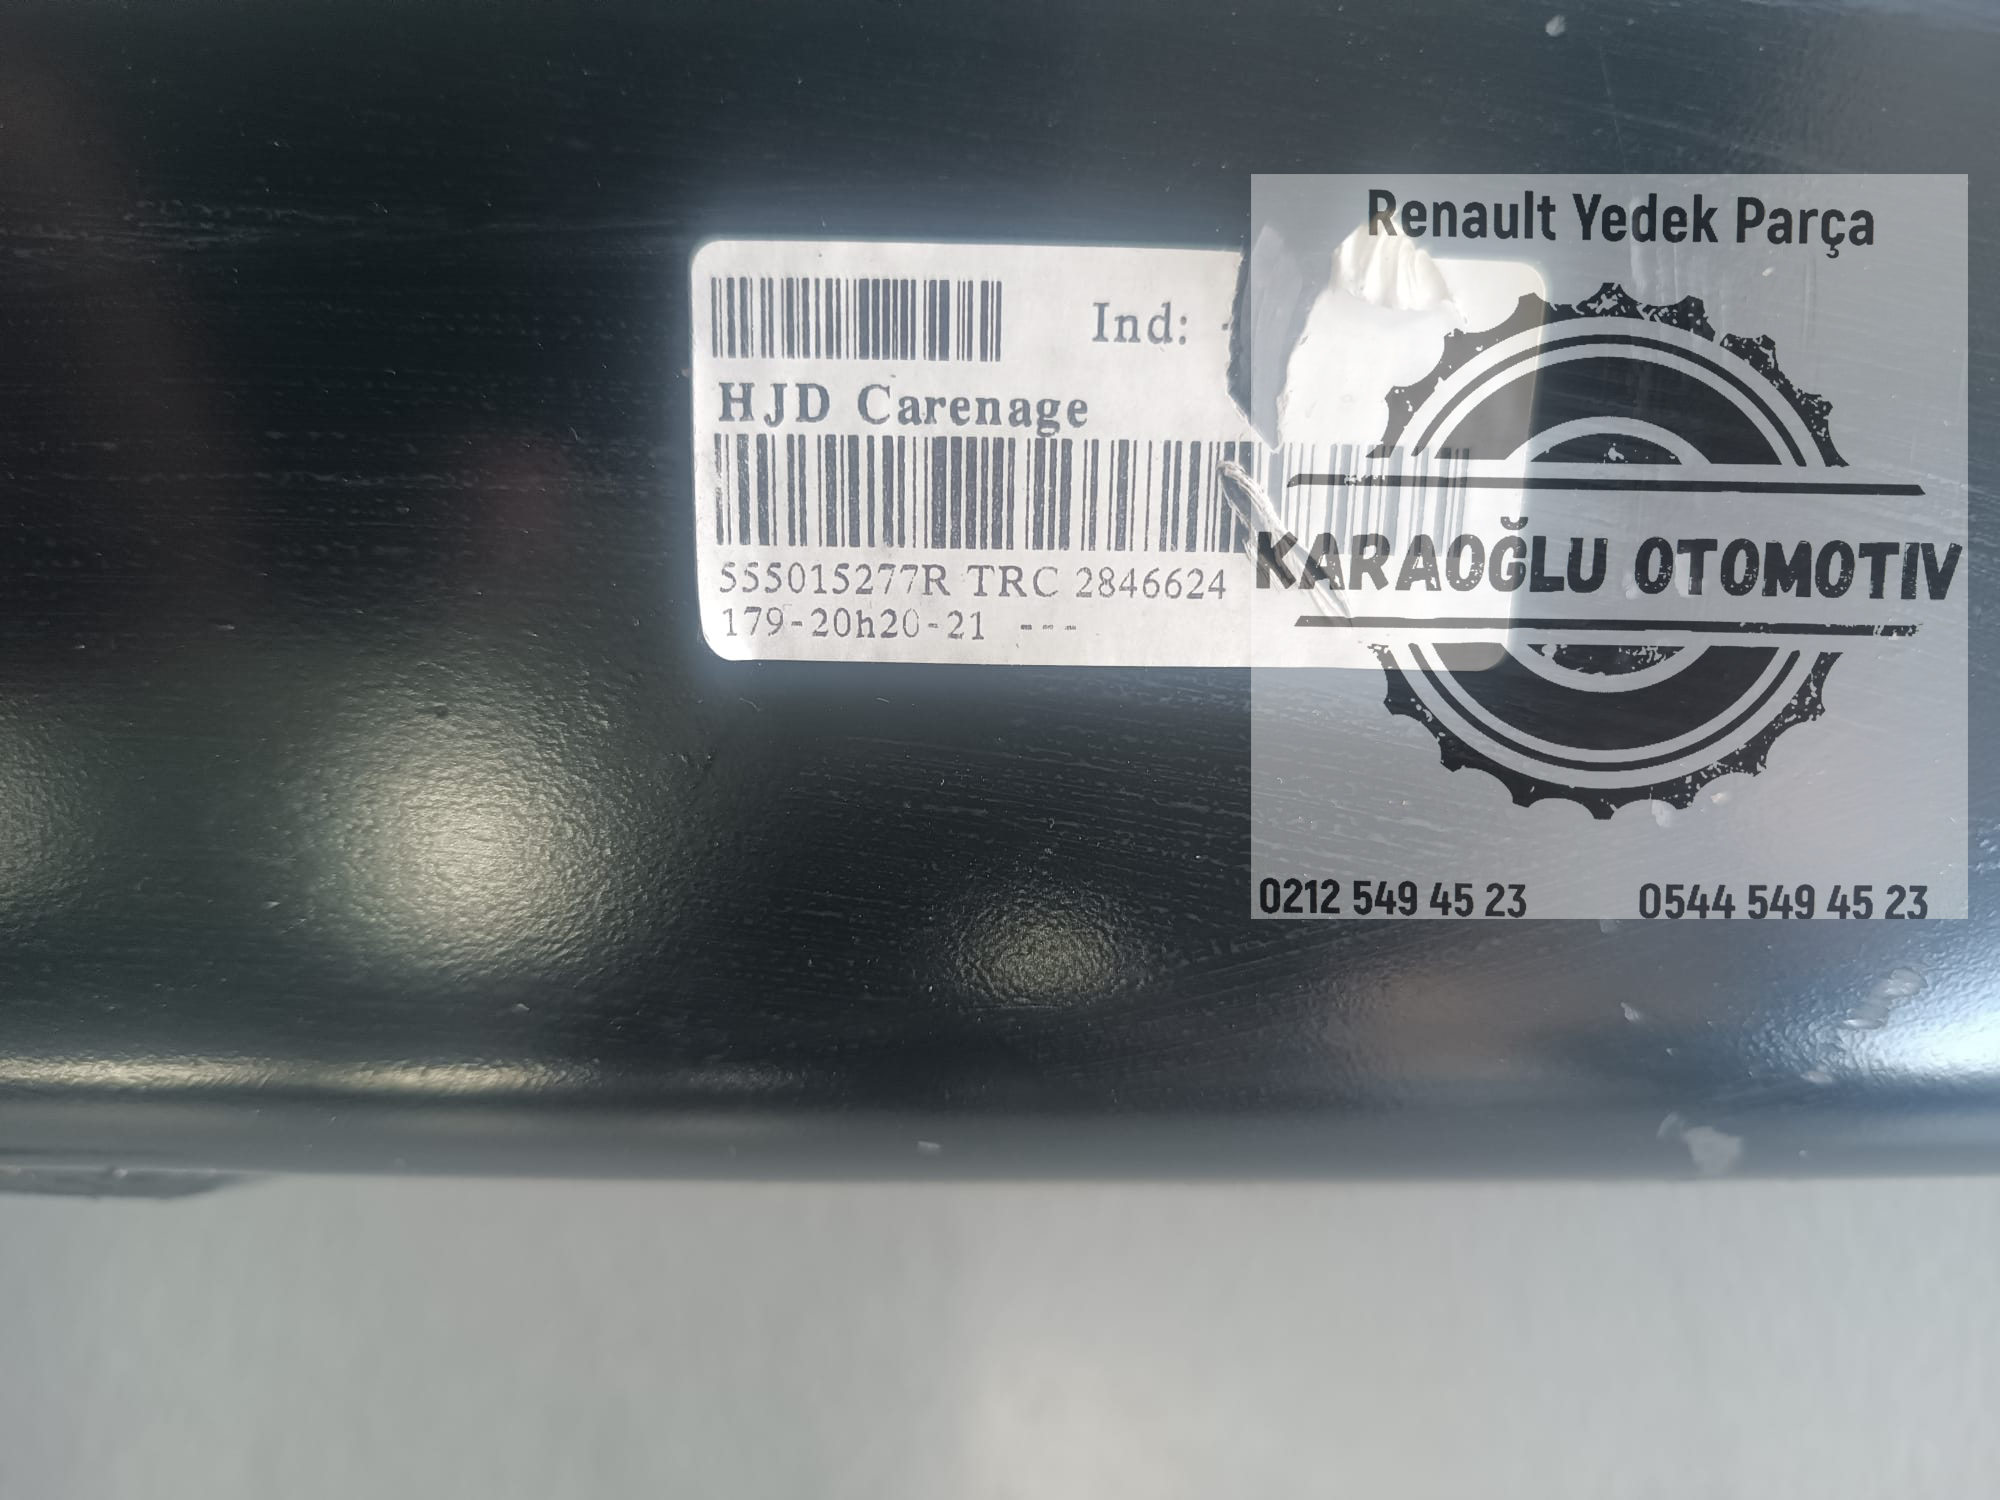 Ind:
HJD Carenage
555015277R TRC 2846624
179-20h20-21 ---
Renault Yedek Parça
KARAOĞLU OTOMOTIV
0212 549 45 23
0544 549 45 23